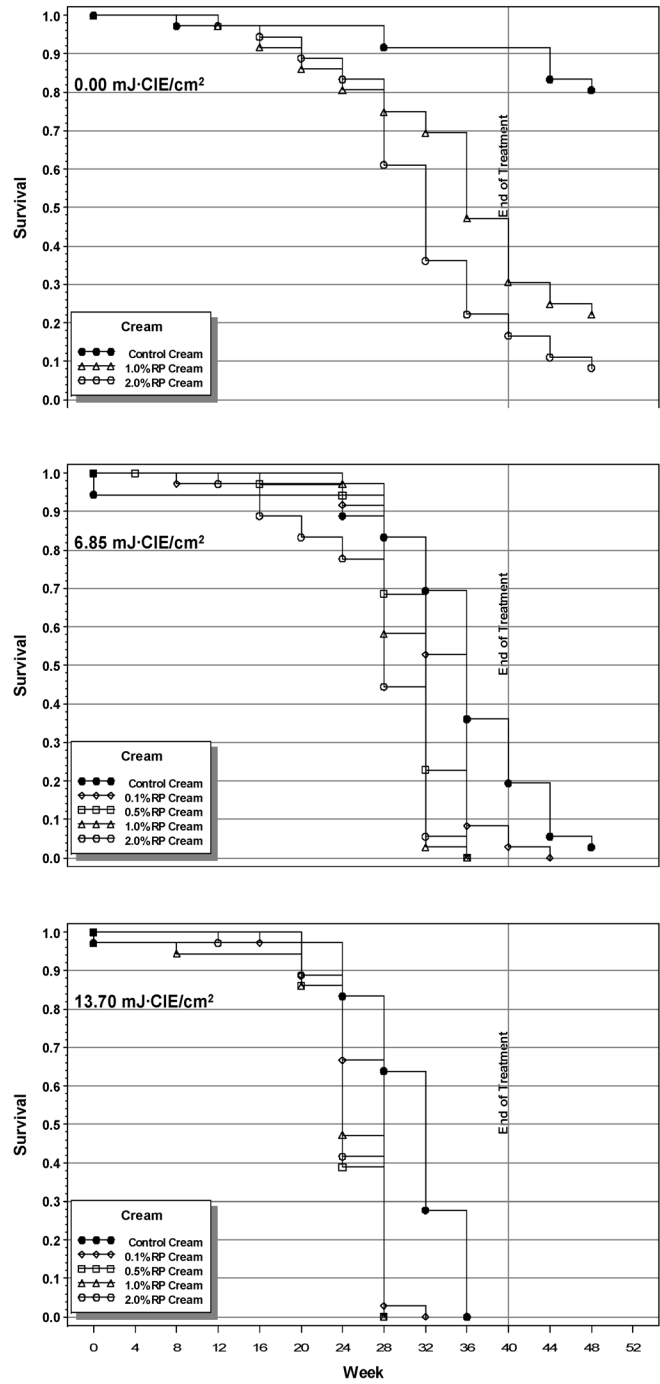 1.0
0.9
0.00 mJ·CIE/cm²
0.8
0.7
0.6
Survival
End of Treatment
0.5
0.4
0.3
0.2
0.1
0.0
Cream
Control Cream
1.0%RP Cream
2.0%RP Cream
1.0
0.9
6.85 mJ·CIE/cm²
0.8
0.7
0.6
Survival
End of Treatment
0.5
0.4
0.3
0.2
0.1
0.0
Cream
Control Cream
0.1%RP Cream
0.5%RP Cream
1.0%RP Cream
2.0%RP Cream
1.0
0.9
13.70 mJ·CIE/cm²
0.8
0.7
0.6
Survival
End of Treatment
0.5
0.4
0.3
0.2
0.1
0.0
Cream
Control Cream
0.1%RP Cream
0.5%RP Cream
1.0%RP Cream
2.0%RP Cream
0 4 8 12 16 20 24 28 32 36 40 44 48 52
Week